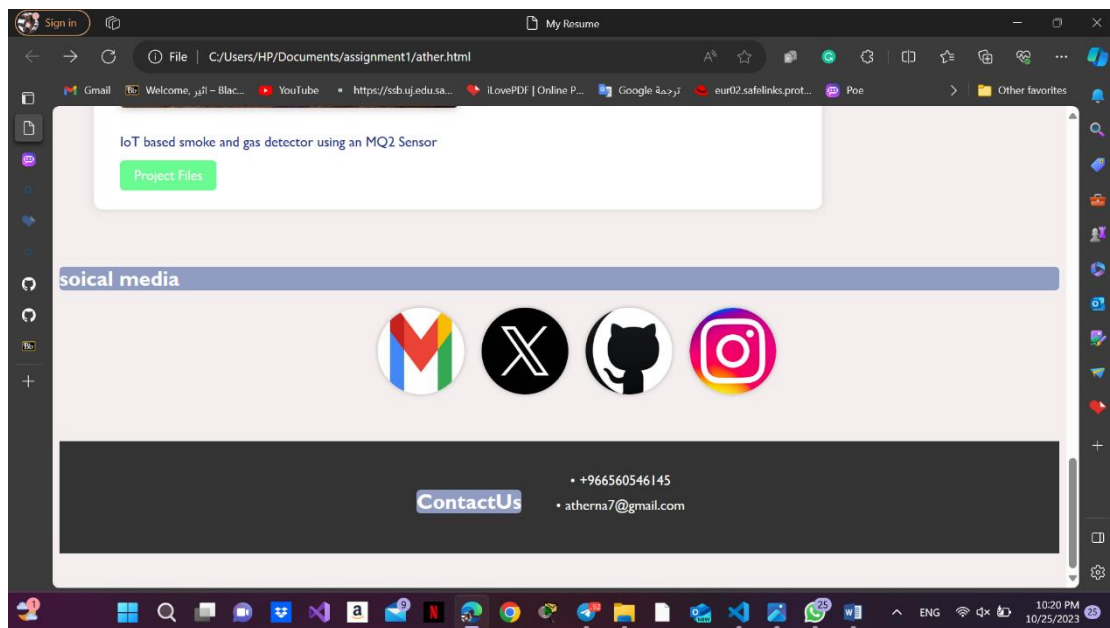 Sign in
My Resume
File | C:/Users/HP/Documents/assignment1/ather.html
Gmail
Welcome, اثير – Blac...
YouTube
https://ssb.uj.edu.sa...
iLovePDF | Online P...
ترجمة Google
eur02.safelinks.prot...
Poe
Other favorites
IoT based smoke and gas detector using an MQ2 Sensor
Project Files
soical media
ContactUs
• +966560546145
• atherna7@gmail.com
ENG
10:20 PM
10/25/2023
25